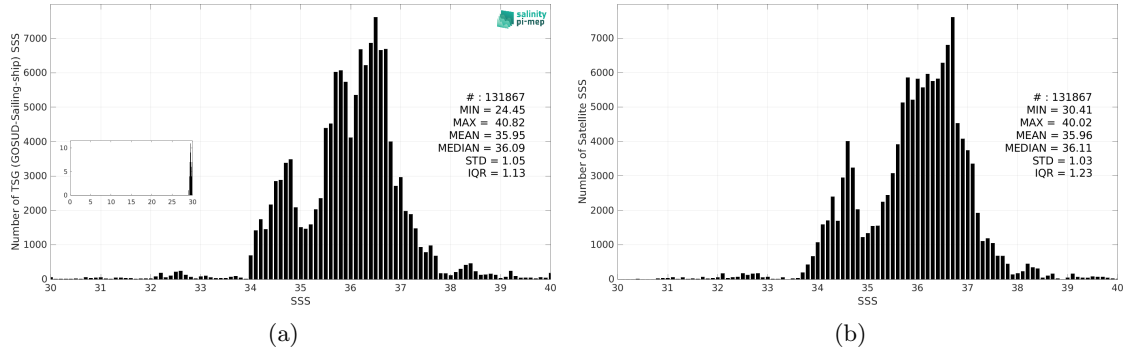 salinity
pi-mep
Number of TSG (GOSUD-Sailing-ship) SSS
7000
6000
5000
4000
3000
2000
1000
0
# : 131867
MIN = 24.45
MAX = 40.82
MEAN = 35.95
MEDIAN = 36.09
STD = 1.05
IQR = 1.13
10
5
0
0 5 10 15 20 25 30
30 31 32 33 34 35 36 37 38 39 40
SSS
(a)
Number of Satellite SSS
7000
6000
5000
4000
3000
2000
1000
0
# : 131867
MIN = 30.41
MAX = 40.02
MEAN = 35.96
MEDIAN = 36.11
STD = 1.03
IQR = 1.23
30 31 32 33 34 35 36 37 38 39 40
SSS
(b)